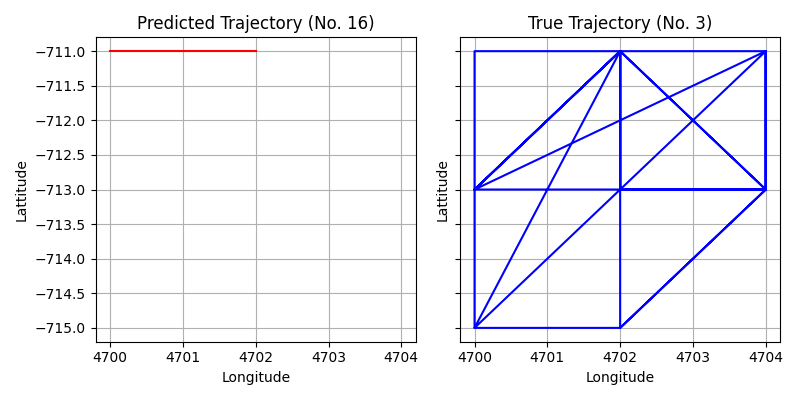 Predicted Trajectory (No. 16)
−711.0
−711.5
−712.0
−712.5
−713.0
−713.5
−714.0
−714.5
−715.0
Lattitude
4700 4701 4702 4703 4704
Longitude
True Trajectory (No. 3)
Lattitude
4700 4701 4702 4703 4704
Longitude